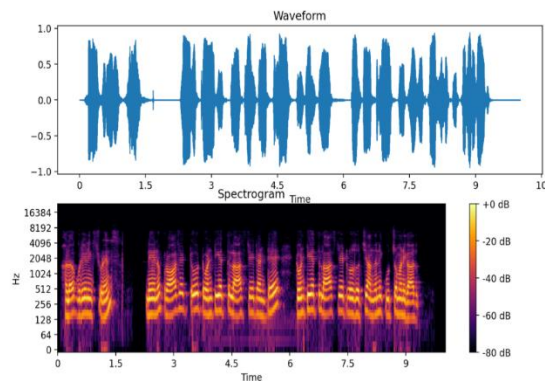 Waveform
1.0
0.5
0.0
−0.5
−1.0
0 1.5 3 4.5 6 7.5 9 10
Time
Spectrogram
16384
8192
4096
2048
1024
512
256
128
64
0
Hz
0 1.5 3 4.5 6 7.5 9
Time
+0 dB
-20 dB
-40 dB
-60 dB
-80 dB